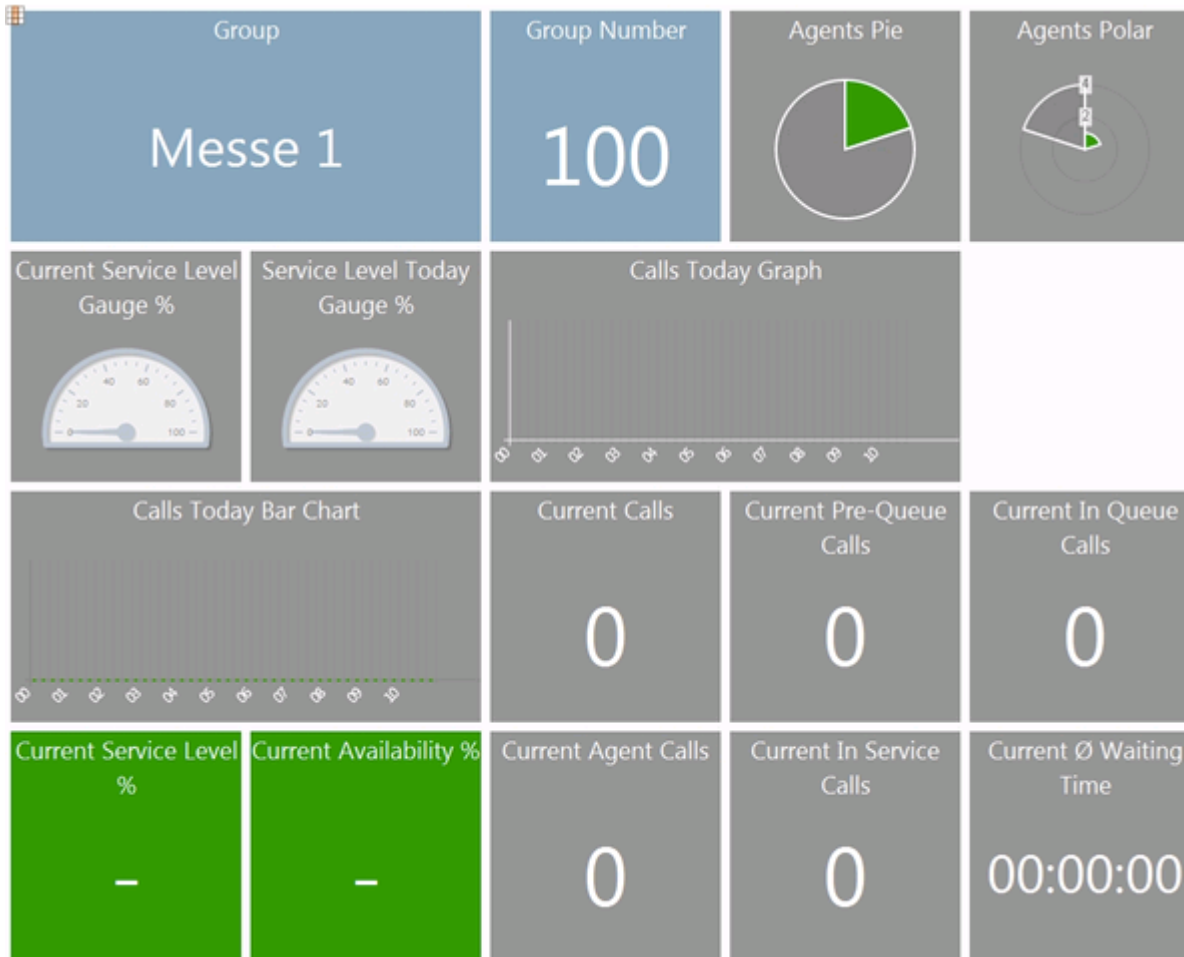 Group
Group Number
Agents Pie
Agents Polar
Messe 1
100
4
2
Current Service Level
Gauge %
Service Level Today
Gauge %
Calls Today Graph
0
20
40
60
80
100
0
20
40
60
80
100
00 01 02 03 04 05 06 07 08 09 10
Calls Today Bar Chart
Current Calls
Current Pre-Queue
Calls
Current In Queue
Calls
0
0
0
00 01 02 03 04 05 06 07 08 09 10
Current Service Level
%
Current Availability %
Current Agent Calls
Current In Service
Calls
Current Ø Waiting
Time
-
-
0
0
00:00:00